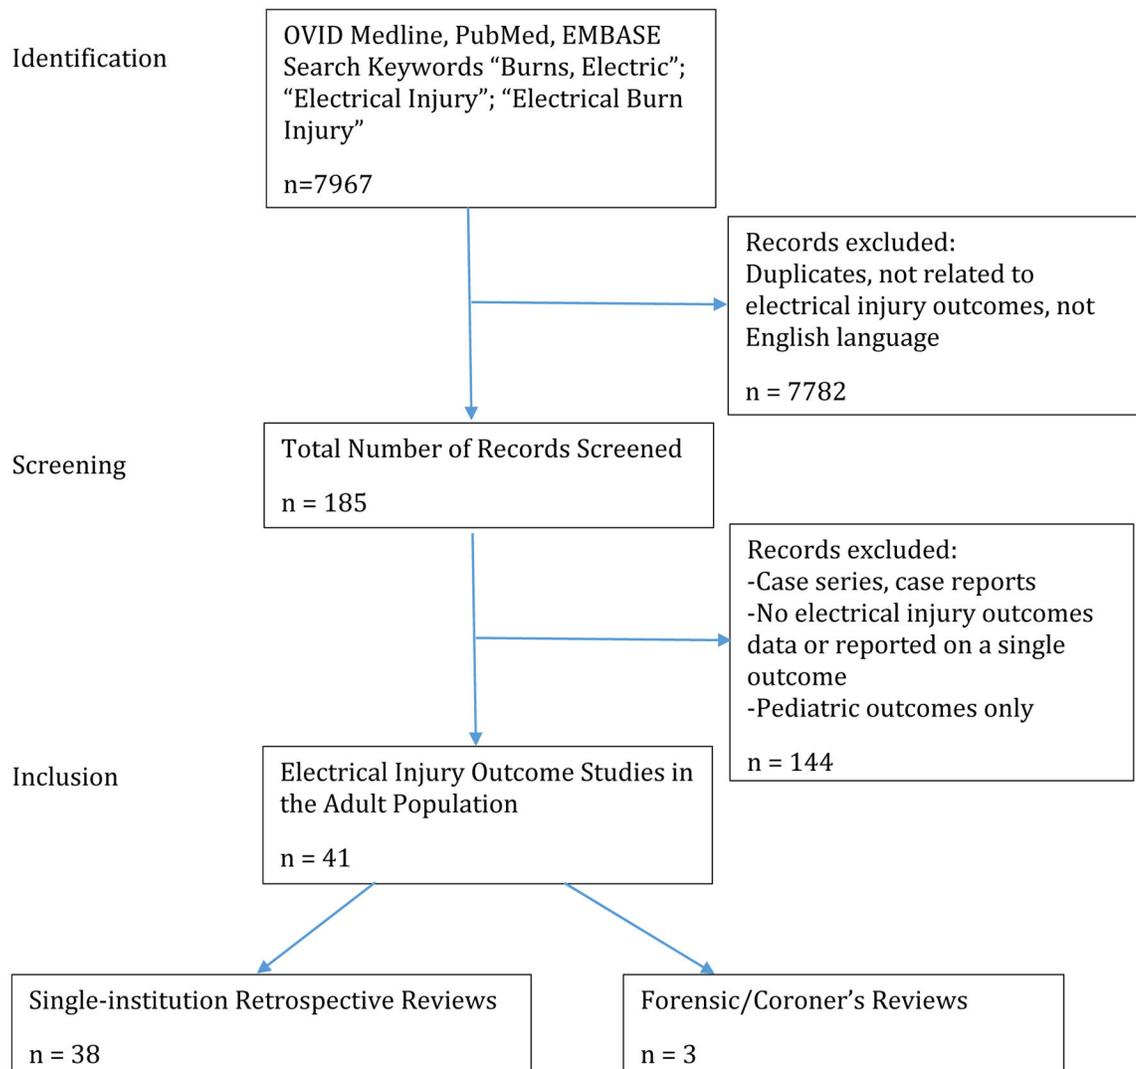 Identification
OVID Medline, PubMed, EMBASE
Search Keywords “Burns, Electric”;
“Electrical Injury”; “Electrical Burn
Injury”
n=7967
Records excluded:
Duplicates, not related to
electrical injury outcomes, not
English language
n = 7782
Screening
Total Number of Records Screened
n = 185
Records excluded:
-Case series, case reports
-No electrical injury outcomes
data or reported on a single
outcome
-Pediatric outcomes only
n = 144
Inclusion
Electrical Injury Outcome Studies in
the Adult Population
n = 41
Single-institution Retrospective Reviews
n = 38
Forensic/Coroner’s Reviews
n = 3